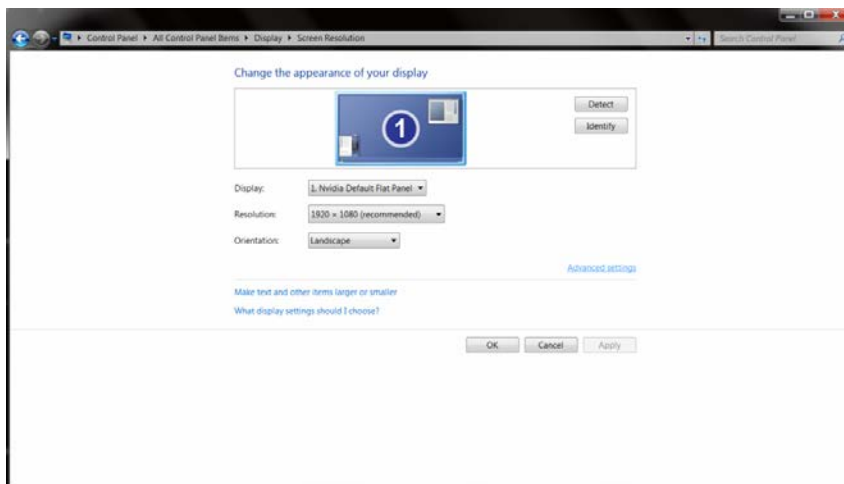 Control Panel ▸ All Control Panel Items ▸ Display ▸ Screen Resolution
Search Control Panel
Change the appearance of your display
1
Detect
Identify
Display: 1. Nvidia Default Flat Panel
Resolution: 1920 × 1080 (recommended)
Orientation: Landscape
Advanced settings
Make text and other items larger or smaller
What display settings should I choose?
OK Cancel Apply